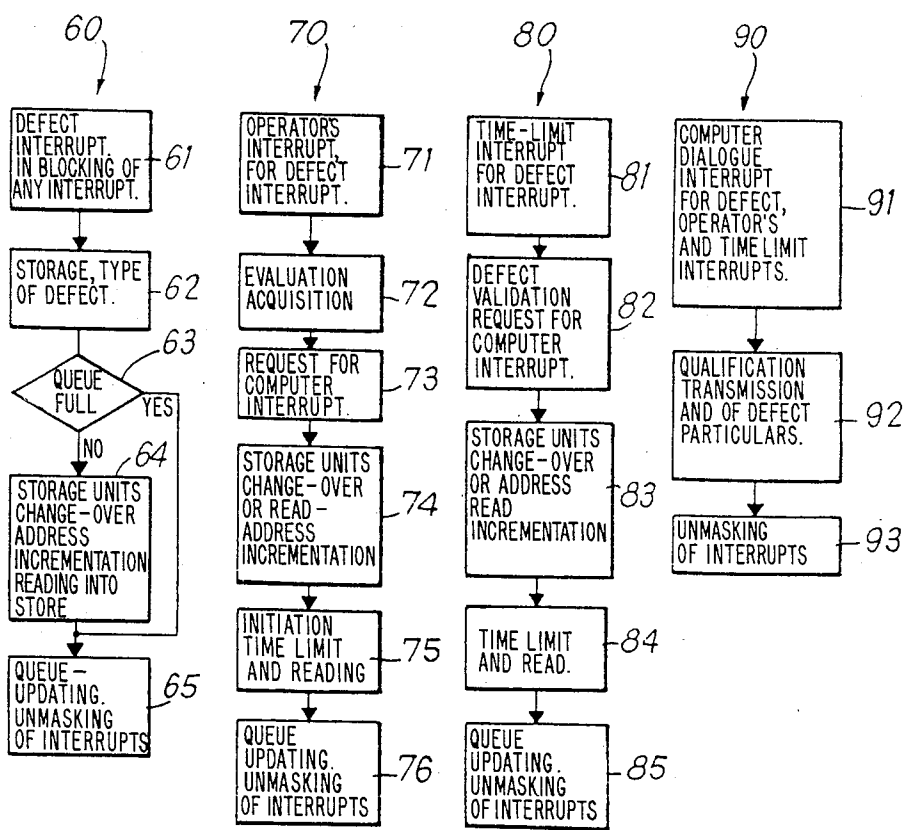 60
DEFECT
INTERRUPT.
IN BLOCKING OF
ANY INTERRUPT.
61
STORAGE, TYPE
OF DEFECT.
62
63
QUEUE
FULL
YES
NO
64
STORAGE UNITS
CHANGE-OVER
ADDRESS
INCREMENTATION
READING INTO
STORE
QUEUE-
UPDATING.
UNMASKING
OF INTERRUPTS
65
70
OPERATOR'S
INTERRUPT,
FOR DEFECT
INTERRUPT.
71
EVALUATION
ACQUISITION
72
REQUEST FOR
COMPUTER
INTERRUPT.
73
STORAGE UNITS
CHANGE-OVER
OR READ-
ADDRESS
INCREMENTATION
74
INITIATION
TIME LIMIT
AND READING
75
QUEUE
UPDATING.
UNMASKING
OF INTERRUPTS
76
80
TIME-LIMIT
INTERRUPT
FOR DEFECT
INTERRUPT.
81
DEFECT
VALIDATION
REQUEST FOR
COMPUTER
INTERRUPT.
82
STORAGE UNITS
CHANGE-OVER
OR ADDRESS
READ
INCREMENTATION
83
TIME LIMIT
AND READ.
84
QUEUE
UPDATING.
UNMASKING
OF INTERRUPTS
85
90
COMPUTER
DIALOGUE
INTERRUPT
FOR DEFECT,
OPERATOR'S
AND TIME LIMIT
INTERRUPTS.
91
QUALIFICATION
TRANSMISSION
AND OF DEFECT
PARTICULARS.
92
UNMASKING
OF INTERRUPTS
93